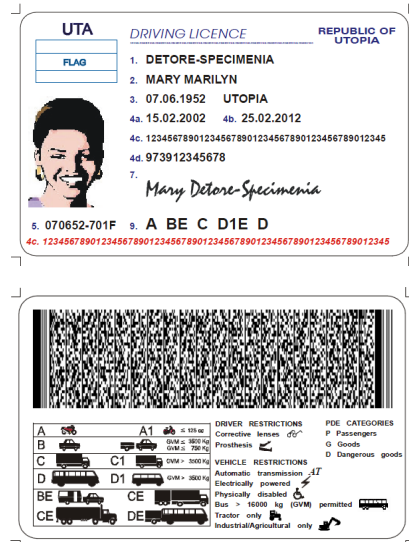 UTA
FLAG
DRIVING LICENCE
REPUBLIC OF
UTOPIA
1. DETORE-SPECIMENIA
2. MARY MARILYN
3. 07.06.1952 UTOPIA
4a. 15.02.2002 4b. 25.02.2012
4c. 123456789012345678901234567890123456789012345
4d. 973912345678
7.
Mary Detore-Specimenia
5. 070652-701F 9. A BE C D1E D
4c. 12345678901234567890123456789012345678901234567890123456789012345
A A1 ≤ 125 cc
B GVM ≤ 3500 Kg
GVM ≤ 750 Kg
C C1 GVM > 3500 Kg
D D1 GVM > 3500 Kg
BE CE
CE DE
DRIVER RESTRICTIONS
Corrective lenses
Prosthesis
VEHICLE RESTRICTIONS
Automatic transmission AT
Electrically powered
Physically disabled
Bus > 16000 kg (GVM) permitted
Tractor only
Industrial/Agricultural only
PDE CATEGORIES
P Passengers
G Goods
D Dangerous goods